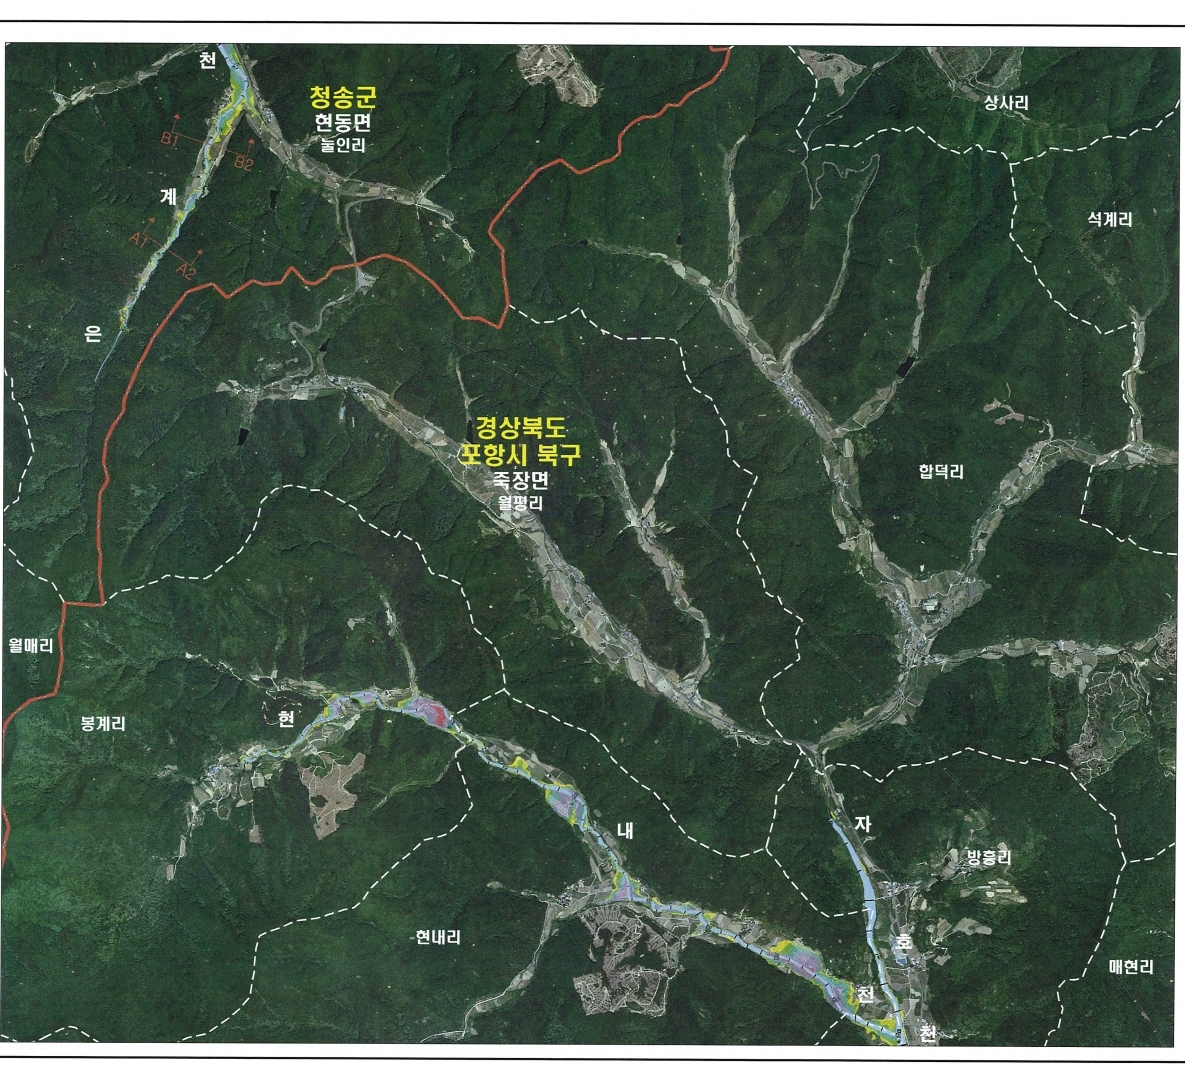 천
청송군
현동면
눌인리
상사리
B1
B2
계
석계리
A1
A2
은
경상북도
포항시 북구
죽장면
월평리
합덕리
월매리
봉계리
현
내
자
방흥리
현내리
호
매현리
천
천